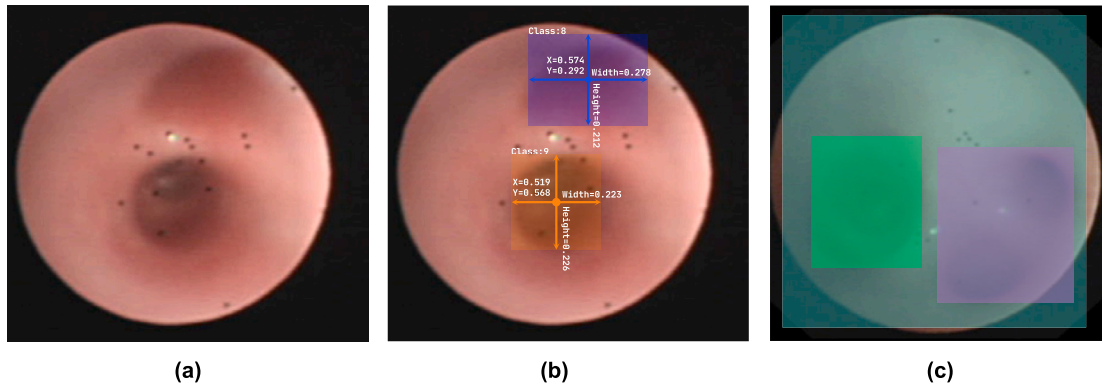 Class:8
X=0.574
Y=0.292
Width=0.278
Height=0.212
Class:9
X=0.519
Y=0.568
Width=0.223
Height=0.226
(a)
(b)
(c)